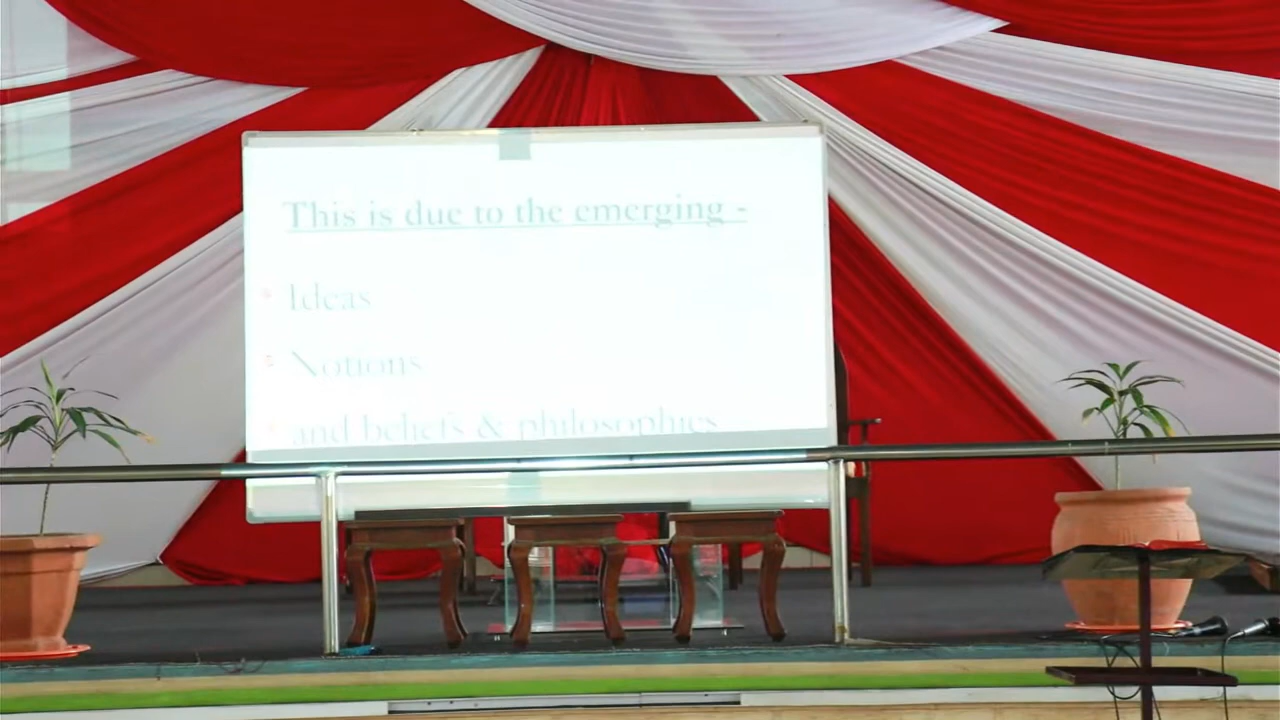 This is due to the emerging -
Ideas
Notions
and beliefs & philosophies